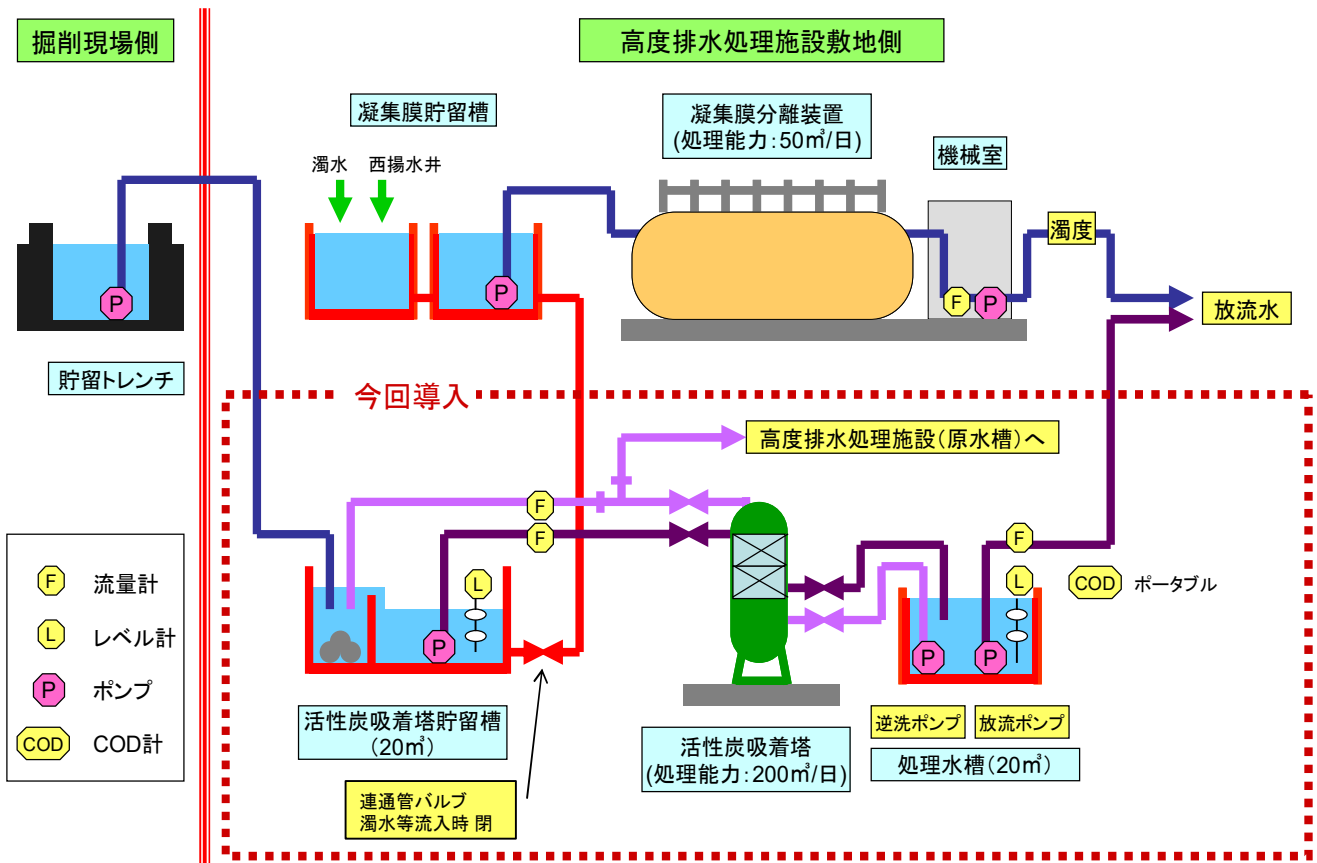 掘削現場側
高度排水処理施設敷地側
凝集膜貯留槽
凝集膜分離装置
(処理能力:50㎥/日)
機械室
濁水
西揚水井
濁度
P
P
F
P
放流水
貯留トレンチ
今回導入
高度排水処理施設(原水槽)へ
F
F
F
F
流量計
L
レベル計
P
ポンプ
COD
COD計
L
P
L
P
P
COD
ポータブル
活性炭吸着塔貯留槽
(20㎥)
活性炭吸着塔
(処理能力:200㎥/日)
逆洗ポンプ
放流ポンプ
処理水槽(20㎥)
連通管バルブ
濁水等流入時 閉